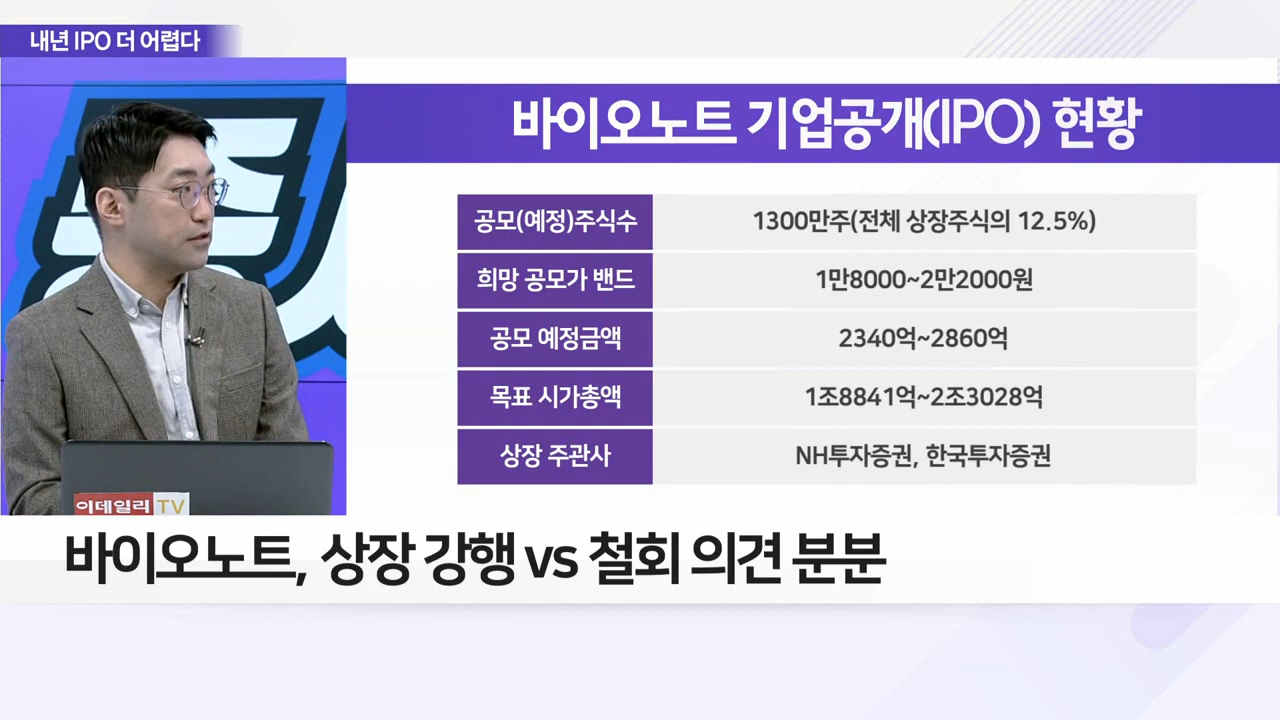 내년 IPO 더 어렵다
바이오노트 기업공개(IPO) 현황
공모(예정)주식수 1300만주(전체 상장주식의 12.5%)
희망 공모가 밴드 1만8000~2만2000원
공모 예정금액 2340억~2860억
목표 시가총액 1조8841억~2조3028억
상장 주관사 NH투자증권, 한국투자증권
이데일리 TV
바이오노트, 상장 강행 vs 철회 의견 분분